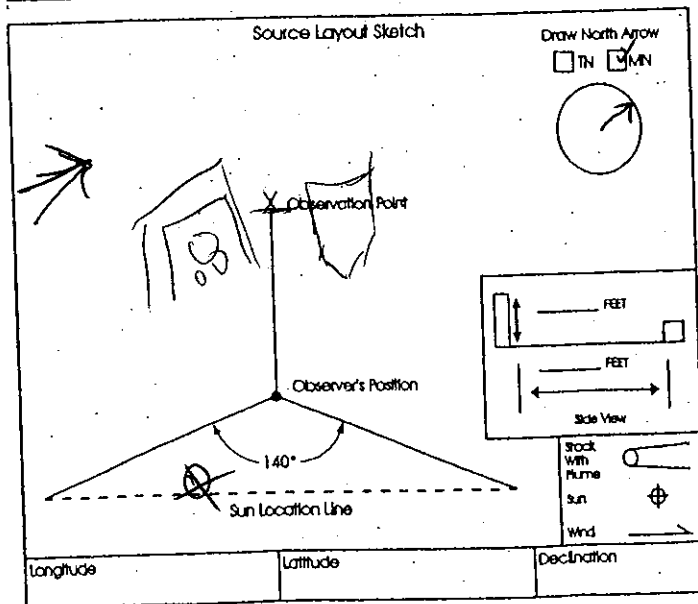 Source Layout Sketch
Draw North Arrow
TN MN
X Observation Point
FEET
FEET
Side View
Observer's Position
140°
Sun Location Line
Stack
With
Plume
Sun
Wind
Longitude
Latitude
Declination